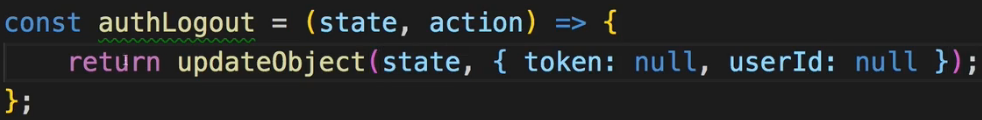 const authLogout = (state, action) => {
    return updateObject(state, { token: null, userId: null });
};